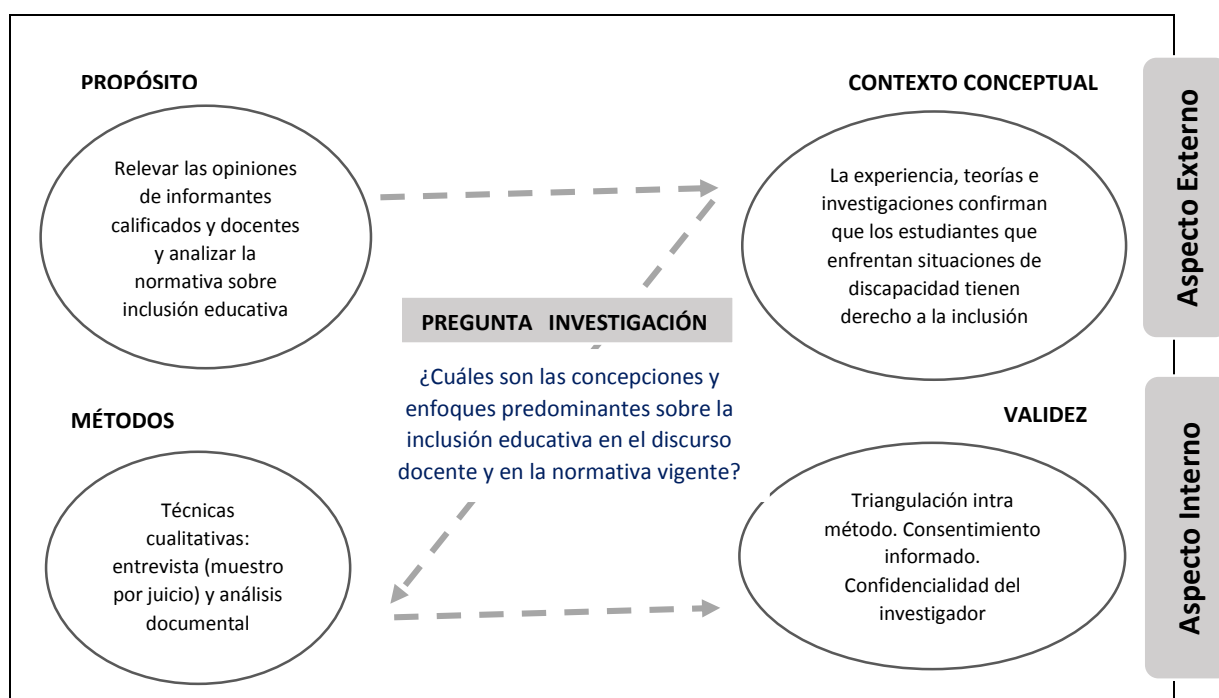 PROPÓSITO
Relevar las opiniones
de informantes
calificados y docentes
y analizar la
normativa sobre
inclusión educativa
CONTEXTO CONCEPTUAL
La experiencia, teorías e
investigaciones confirman
que los estudiantes que
enfrentan situaciones de
discapacidad tienen
derecho a la inclusión
Aspecto Externo
PREGUNTA INVESTIGACIÓN
¿Cuáles son las concepciones y
enfoques predominantes sobre la
inclusión educativa en el discurso
docente y en la normativa vigente?
MÉTODOS
Técnicas
cualitativas:
entrevista (muestro
por juicio) y análisis
documental
VALIDEZ
Triangulación intra
método. Consentimiento
informado.
Confidencialidad del
investigador
Aspecto Interno